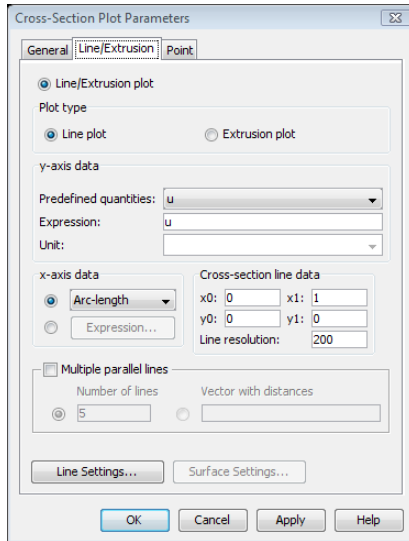 Cross-Section Plot Parameters
General Line/Extrusion Point
Line/Extrusion plot
Plot type
Line plot Extrusion plot
y-axis data
Predefined quantities: u
Expression: u
Unit:
x-axis data Cross-section line data
Arc-length x0: 0 x1: 1
Expression... y0: 0 y1: 0
Line resolution: 200
Multiple parallel lines
Number of lines Vector with distances
5
Line Settings... Surface Settings...
OK Cancel Apply Help